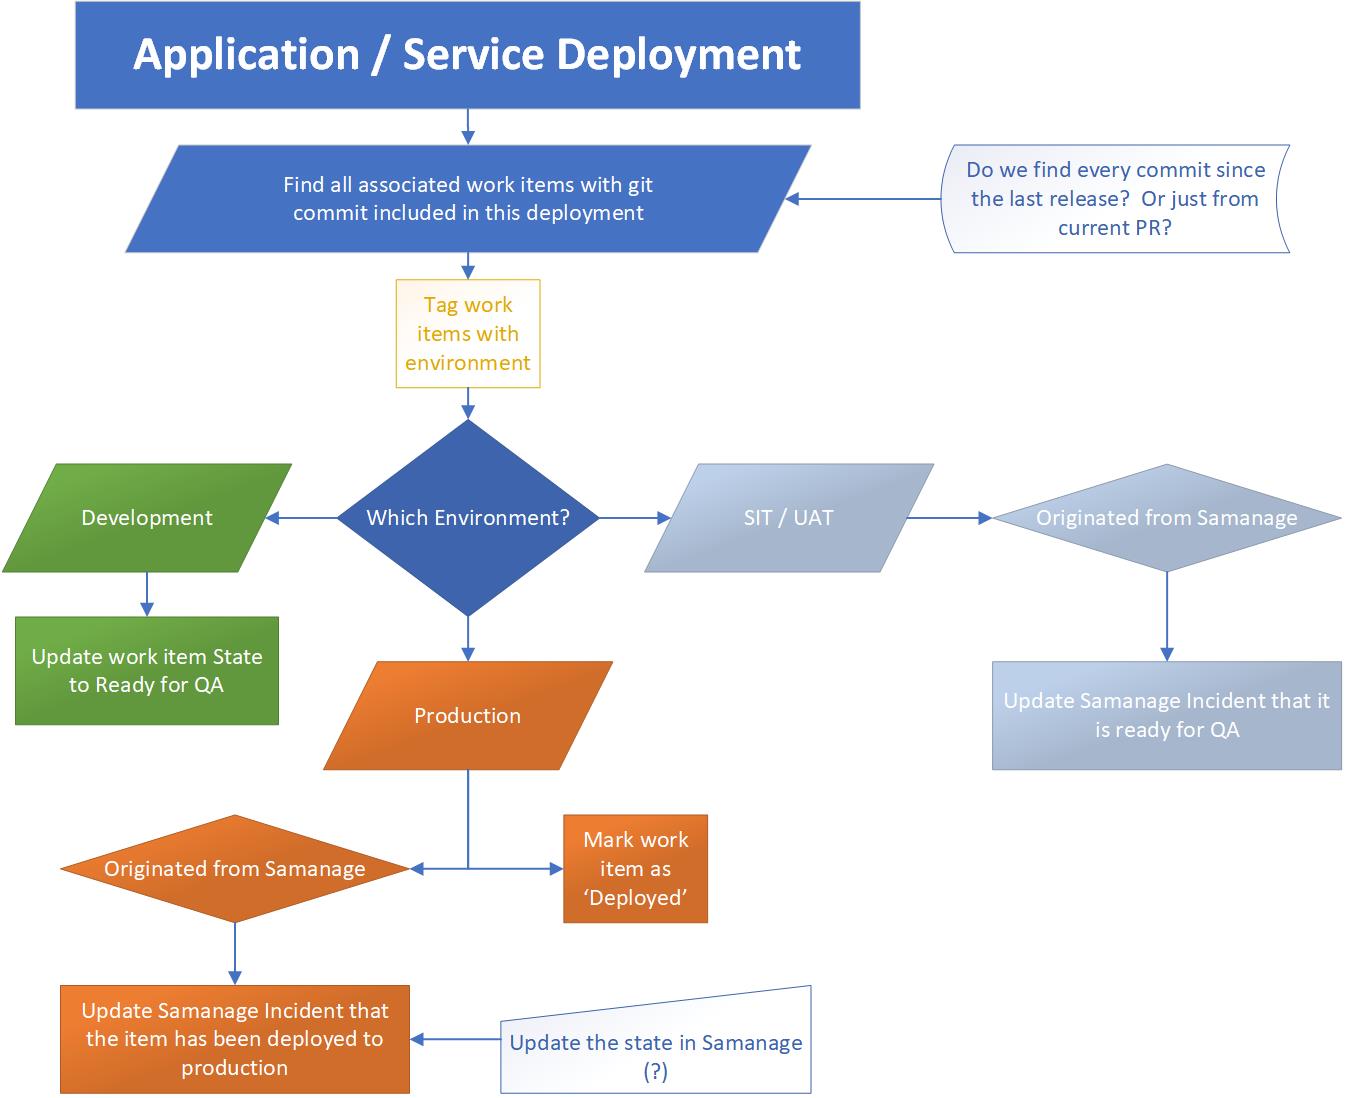 Application / Service Deployment
Find all associated work items with git
commit included in this deployment
Do we find every commit since
the last release?  Or just from
current PR?
Tag work
items with
environment
Development
Which Environment?
SIT / UAT
Originated from Samanage
Update work item State
to Ready for QA
Production
Update Samanage Incident that it
is ready for QA
Originated from Samanage
Mark work
item as
‘Deployed’
Update Samanage Incident that
the item has been deployed to
production
Update the state in Samanage
(?)